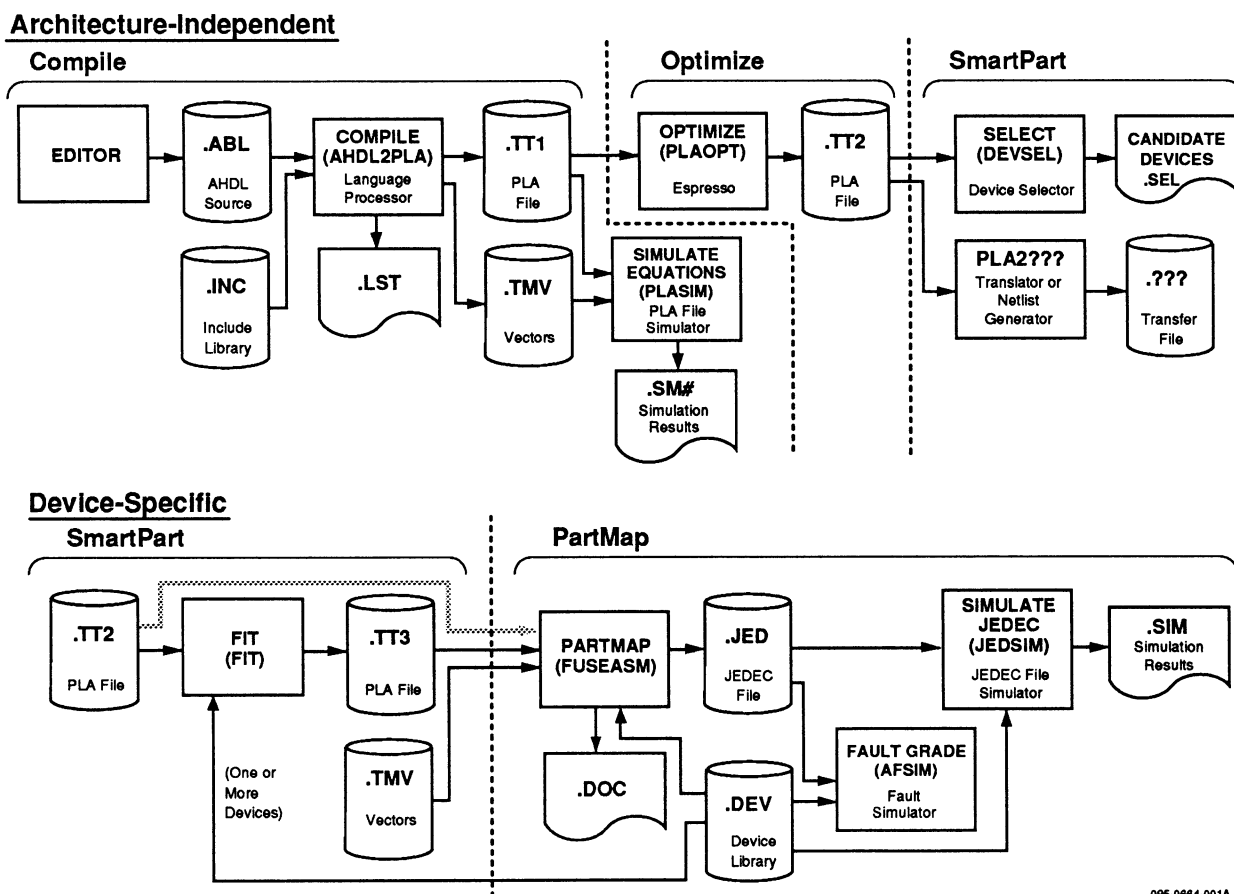 Architecture-Independent
Compile
Optimize
SmartPart
EDITOR
.ABL
AHDL
Source
COMPILE
(AHDL2PLA)
Language
Processor
.TT1
PLA
File
OPTIMIZE
(PLAOPT)
Espresso
.TT2
PLA
File
SELECT
(DEVSEL)
Device Selector
CANDIDATE
DEVICES
.SEL
.INC
Include
Library
.LST
.TMV
Vectors
SIMULATE
EQUATIONS
(PLASIM)
PLA File
Simulator
PLA2???
Translator or
Netlist
Generator
.???
Transfer
File
.SM#
Simulation
Results
Device-Specific
SmartPart
PartMap
.TT2
PLA File
FIT
(FIT)
.TT3
PLA File
PARTMAP
(FUSEASM)
.JED
JEDEC
File
SIMULATE
JEDEC
(JEDSIM)
JEDEC File
Simulator
.SIM
Simulation
Results
(One or
More
Devices)
.TMV
Vectors
.DOC
.DEV
Device
Library
FAULT GRADE
(AFSIM)
Fault
Simulator
095-0664-001A